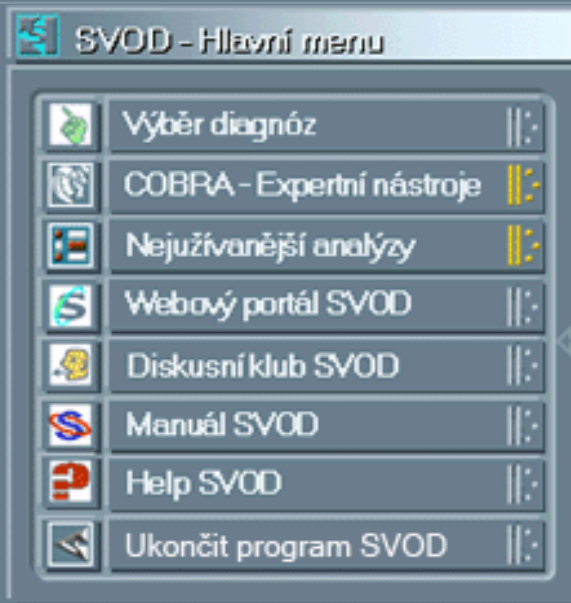 SVOD - Hlavní menu
Výběr diagnóz
COBRA - Expertní nástroje
Nejužívanější analýzy
Webový portál SVOD
Diskusní klub SVOD
Manuál SVOD
Help SVOD
Ukončit program SVOD